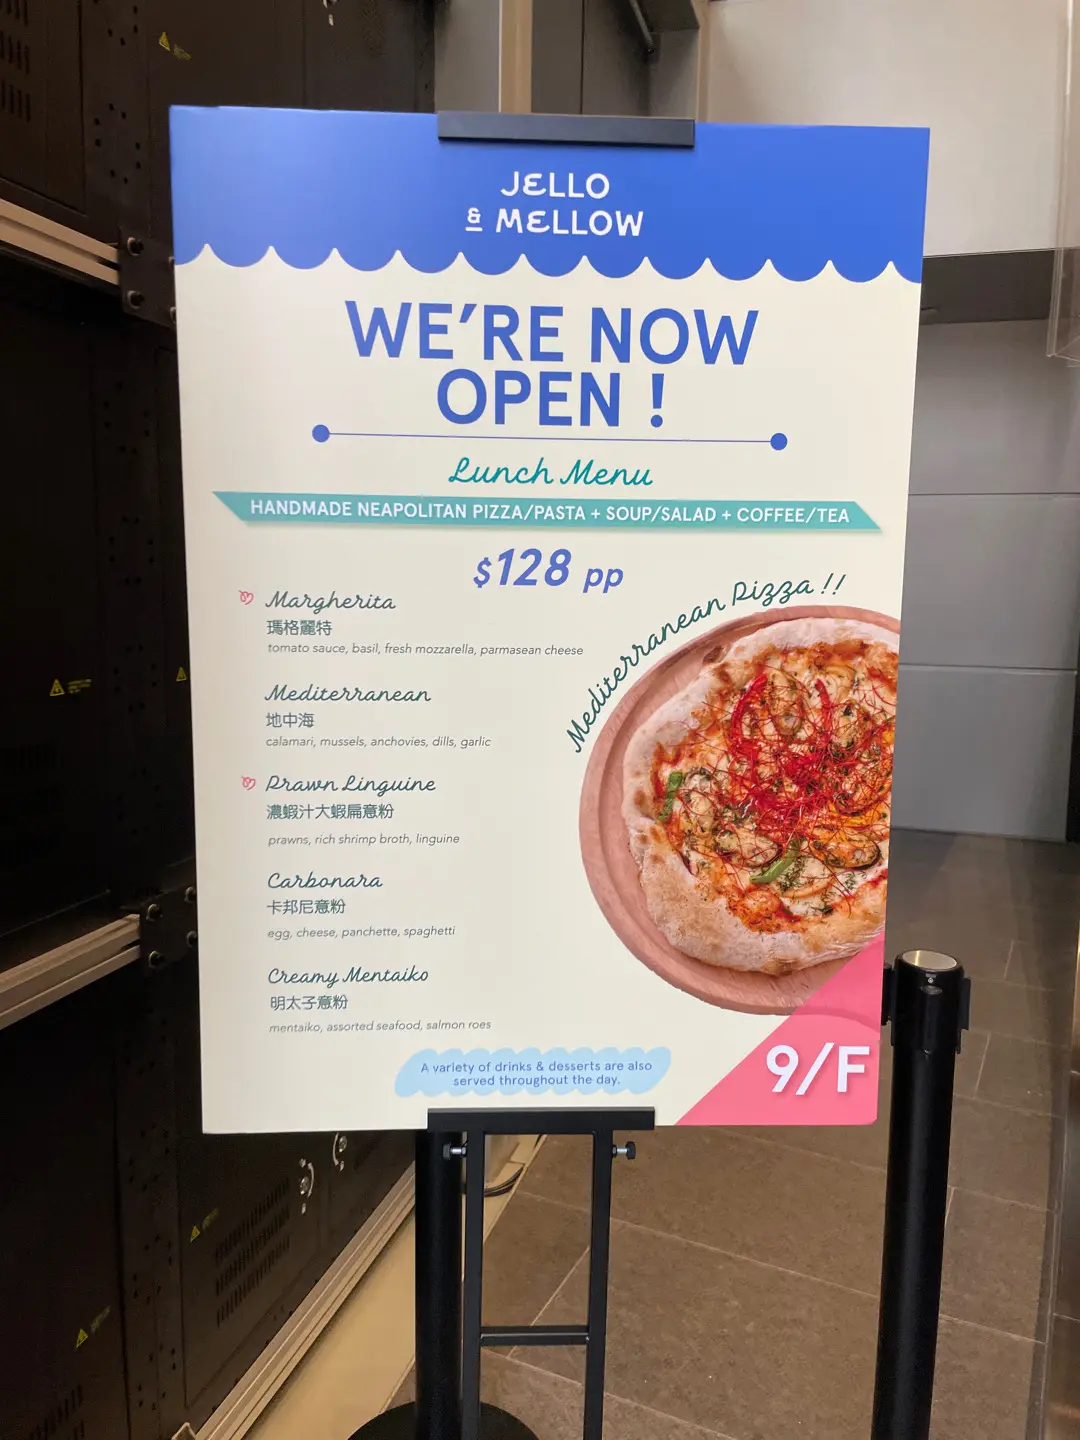 JELLO
& MELLOW
WE'RE NOW
OPEN !
Lunch Menu
HANDMADE NEAPOLITAN PIZZA/PASTA + SOUP/SALAD + COFFEE/TEA
$128 pp
Mediterranean Pizza !!
Margherita
瑪格麗特
tomato sauce, basil, fresh mozzarella, parmasean cheese
Mediterranean
地中海
calamari, mussels, anchovies, dills, garlic
Prawn Linguine
濃蝦汁大蝦扁意粉
prawns, rich shrimp broth, linguine
Carbonara
卡邦尼意粉
egg, cheese, panchette, spaghetti
Creamy Mentaiko
明太子意粉
mentaiko, assorted seafood, salmon roes
A variety of drinks & desserts are also
served throughout the day.
9/F